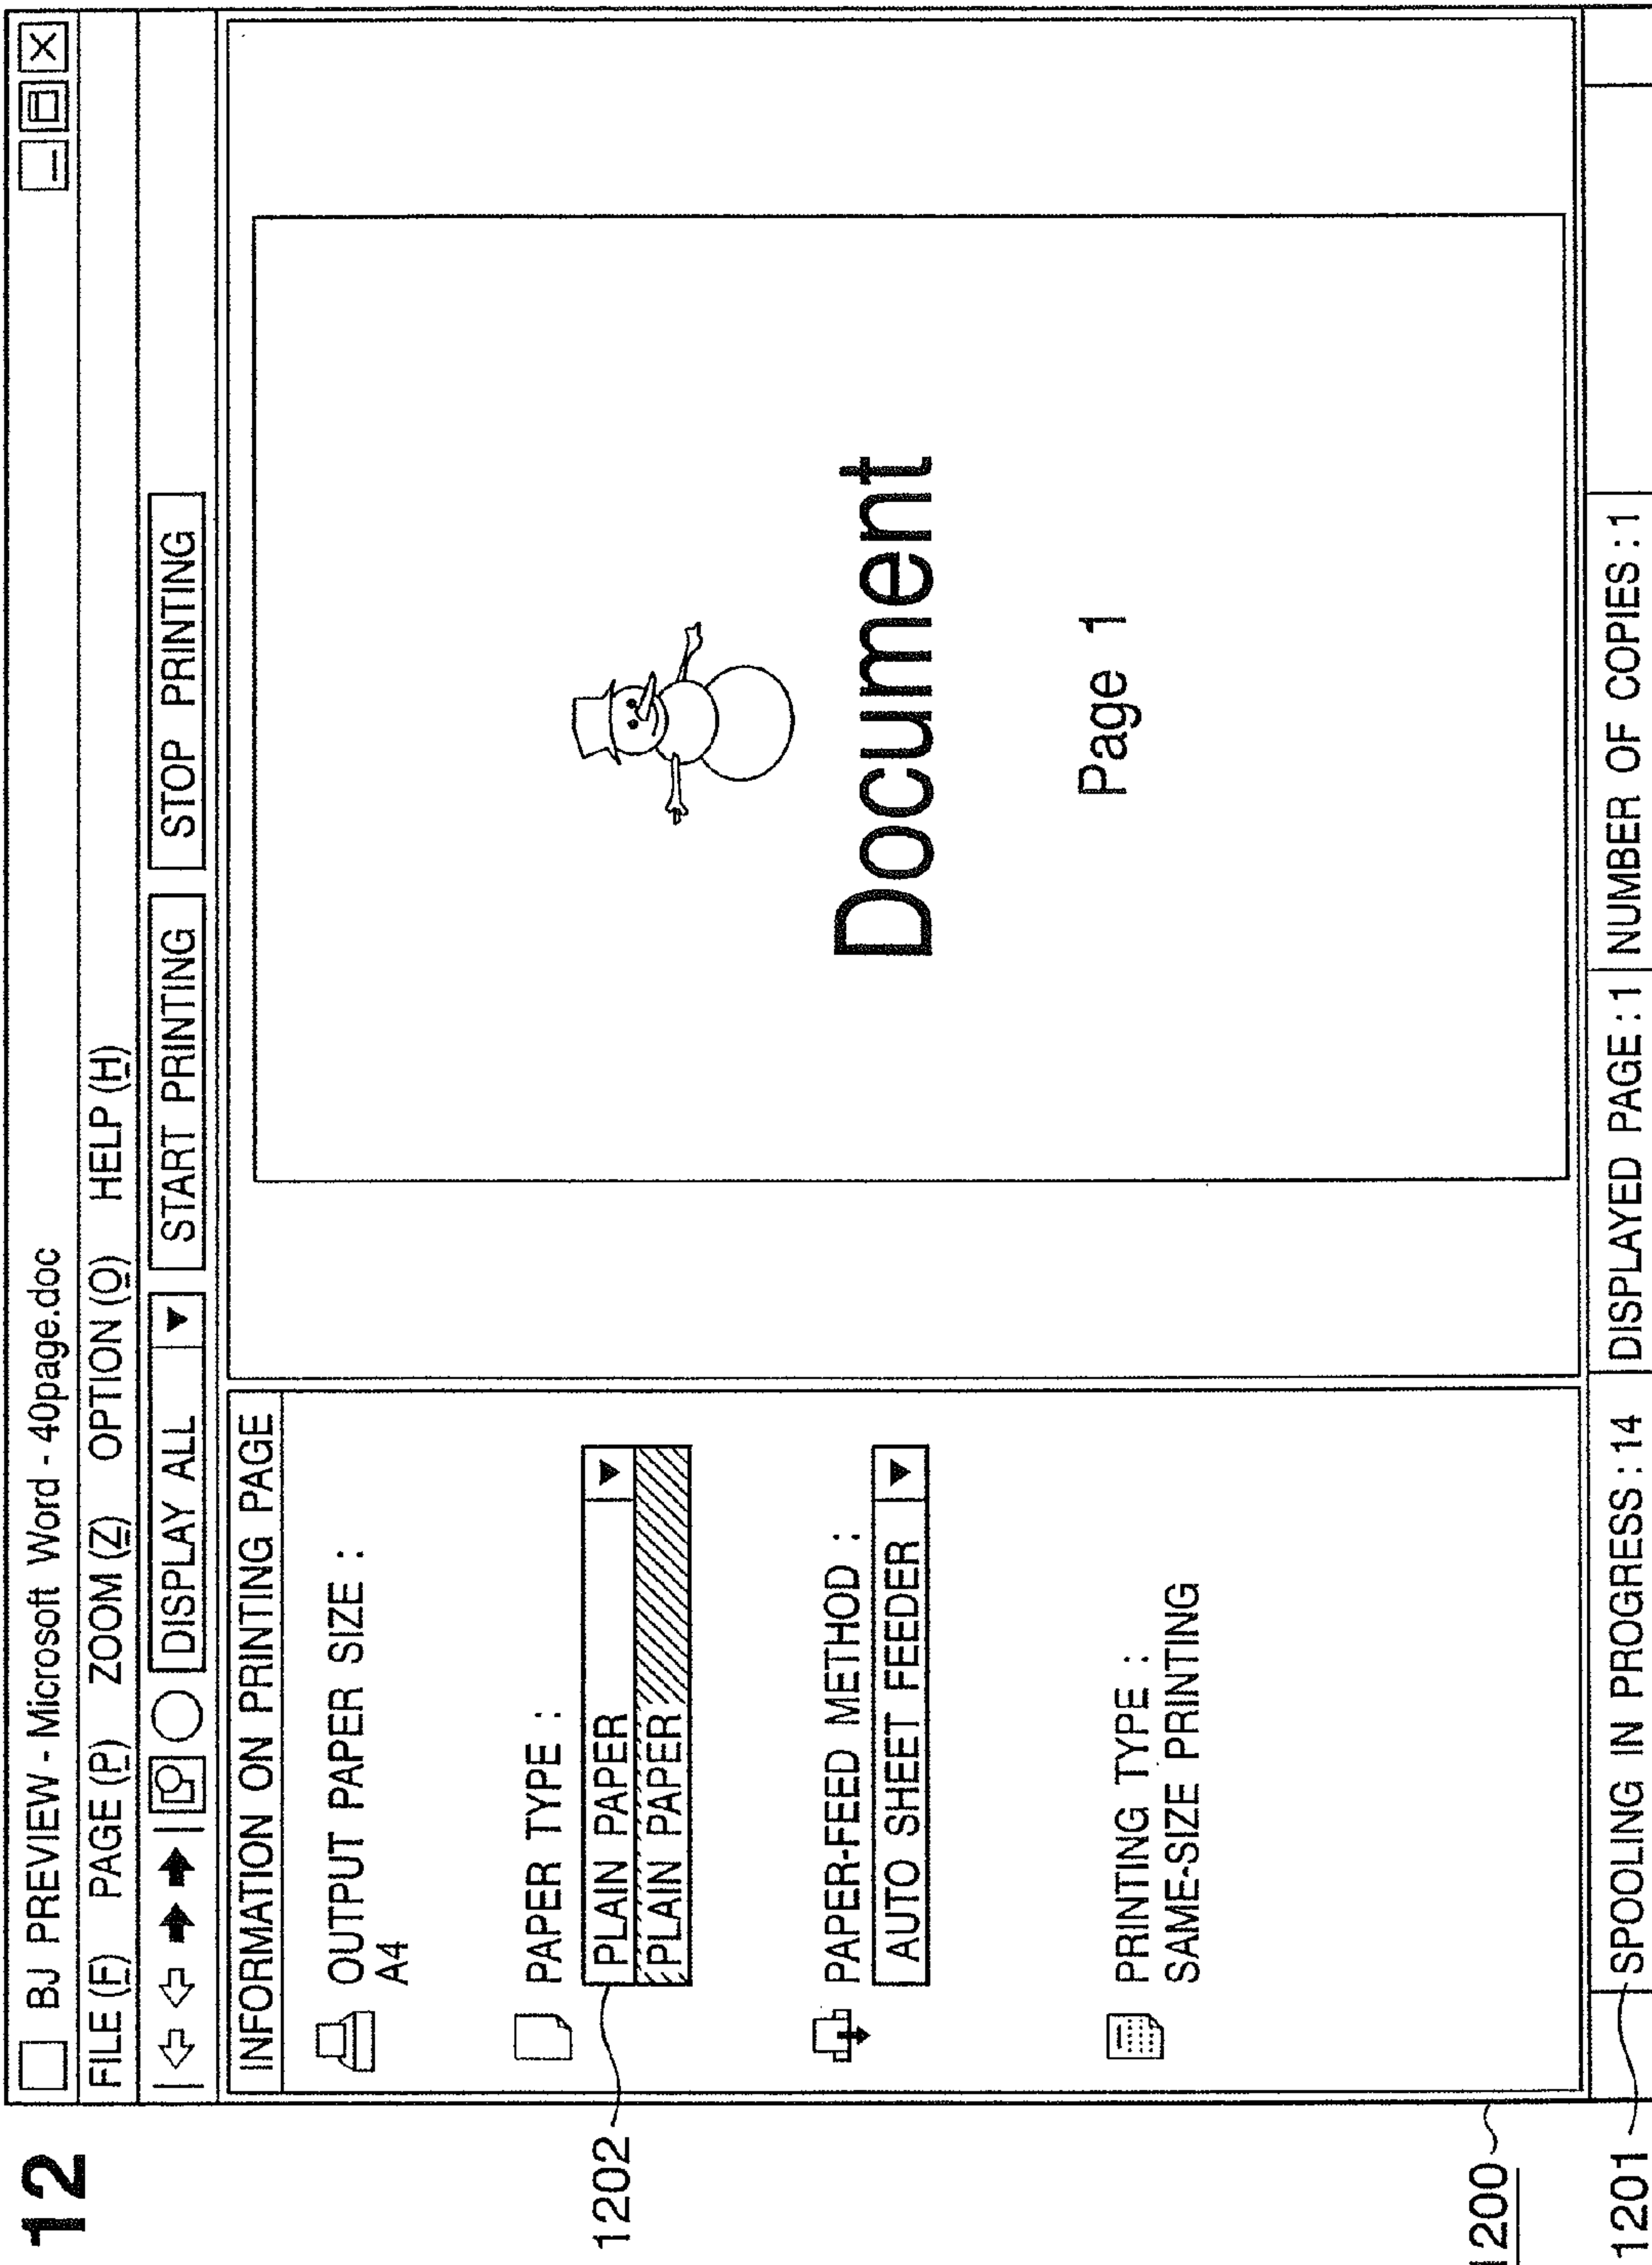 12
BJ PREVIEW - Microsoft Word - 40page.doc
FILE (F) PAGE (P) ZOOM (Z) OPTION (O) HELP (H)
DISPLAY ALL START PRINTING STOP PRINTING
INFORMATION ON PRINTING PAGE
OUTPUT PAPER SIZE :
A4
PAPER TYPE :
1202
PLAIN PAPER
PLAIN PAPER
PAPER-FEED METHOD :
AUTO SHEET FEEDER
PRINTING TYPE :
SAME-SIZE PRINTING
Document
Page 1
1200
1201
SPOOLING IN PROGRESS : 14 DISPLAYED PAGE : 1 NUMBER OF COPIES : 1